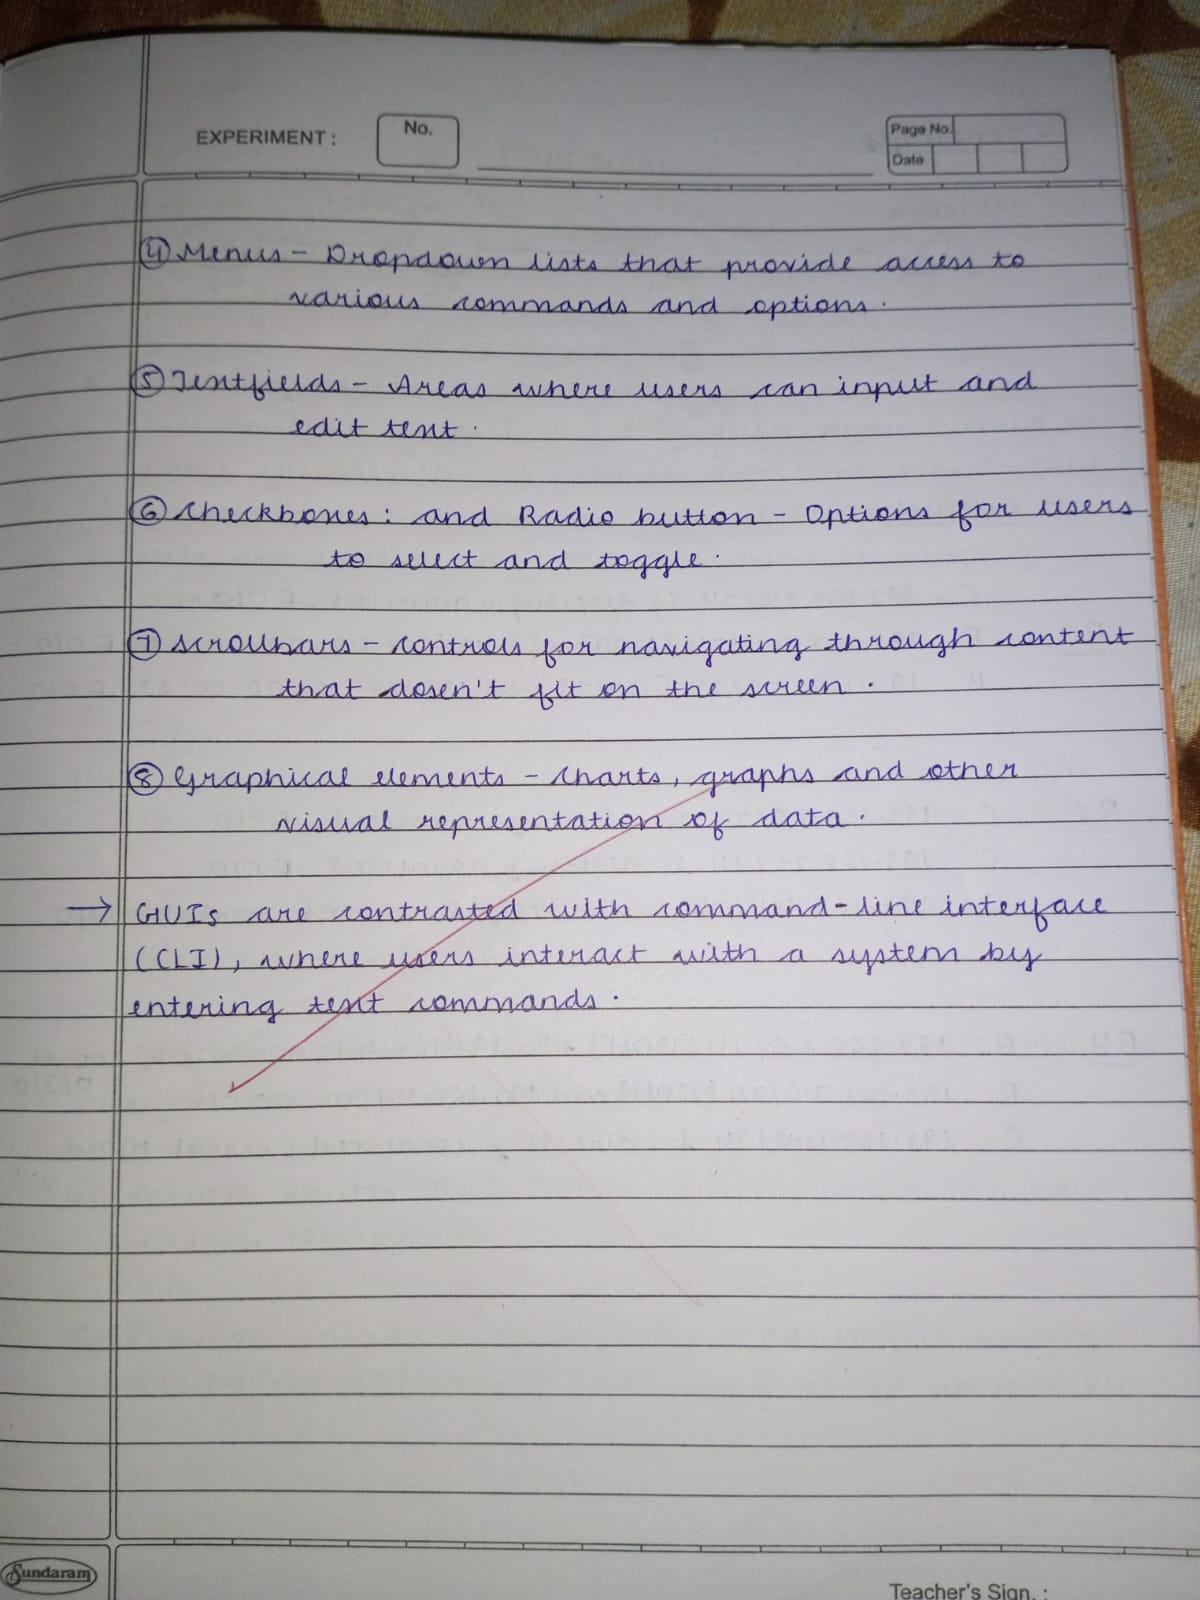 EXPERIMENT :
No.
Page No.
Date
④ Menus - Dropdown lists that provide access to
various commands and options.
⑤ Textfields - Areas where users can input and
edit text.
⑥ Checkboxes: and Radio button - Options for users
to select and toggle.
⑦ Scrollbars - controls for navigating through content
that dosen't fit on the screen.
⑧ Graphical elements - Charts, graphs and other
visual representation of data.
→ GUIs are contrasted with command-line interface
(CLI), where users interact with a system by
entering text commands.
Sundaram
Teacher's Sign. :